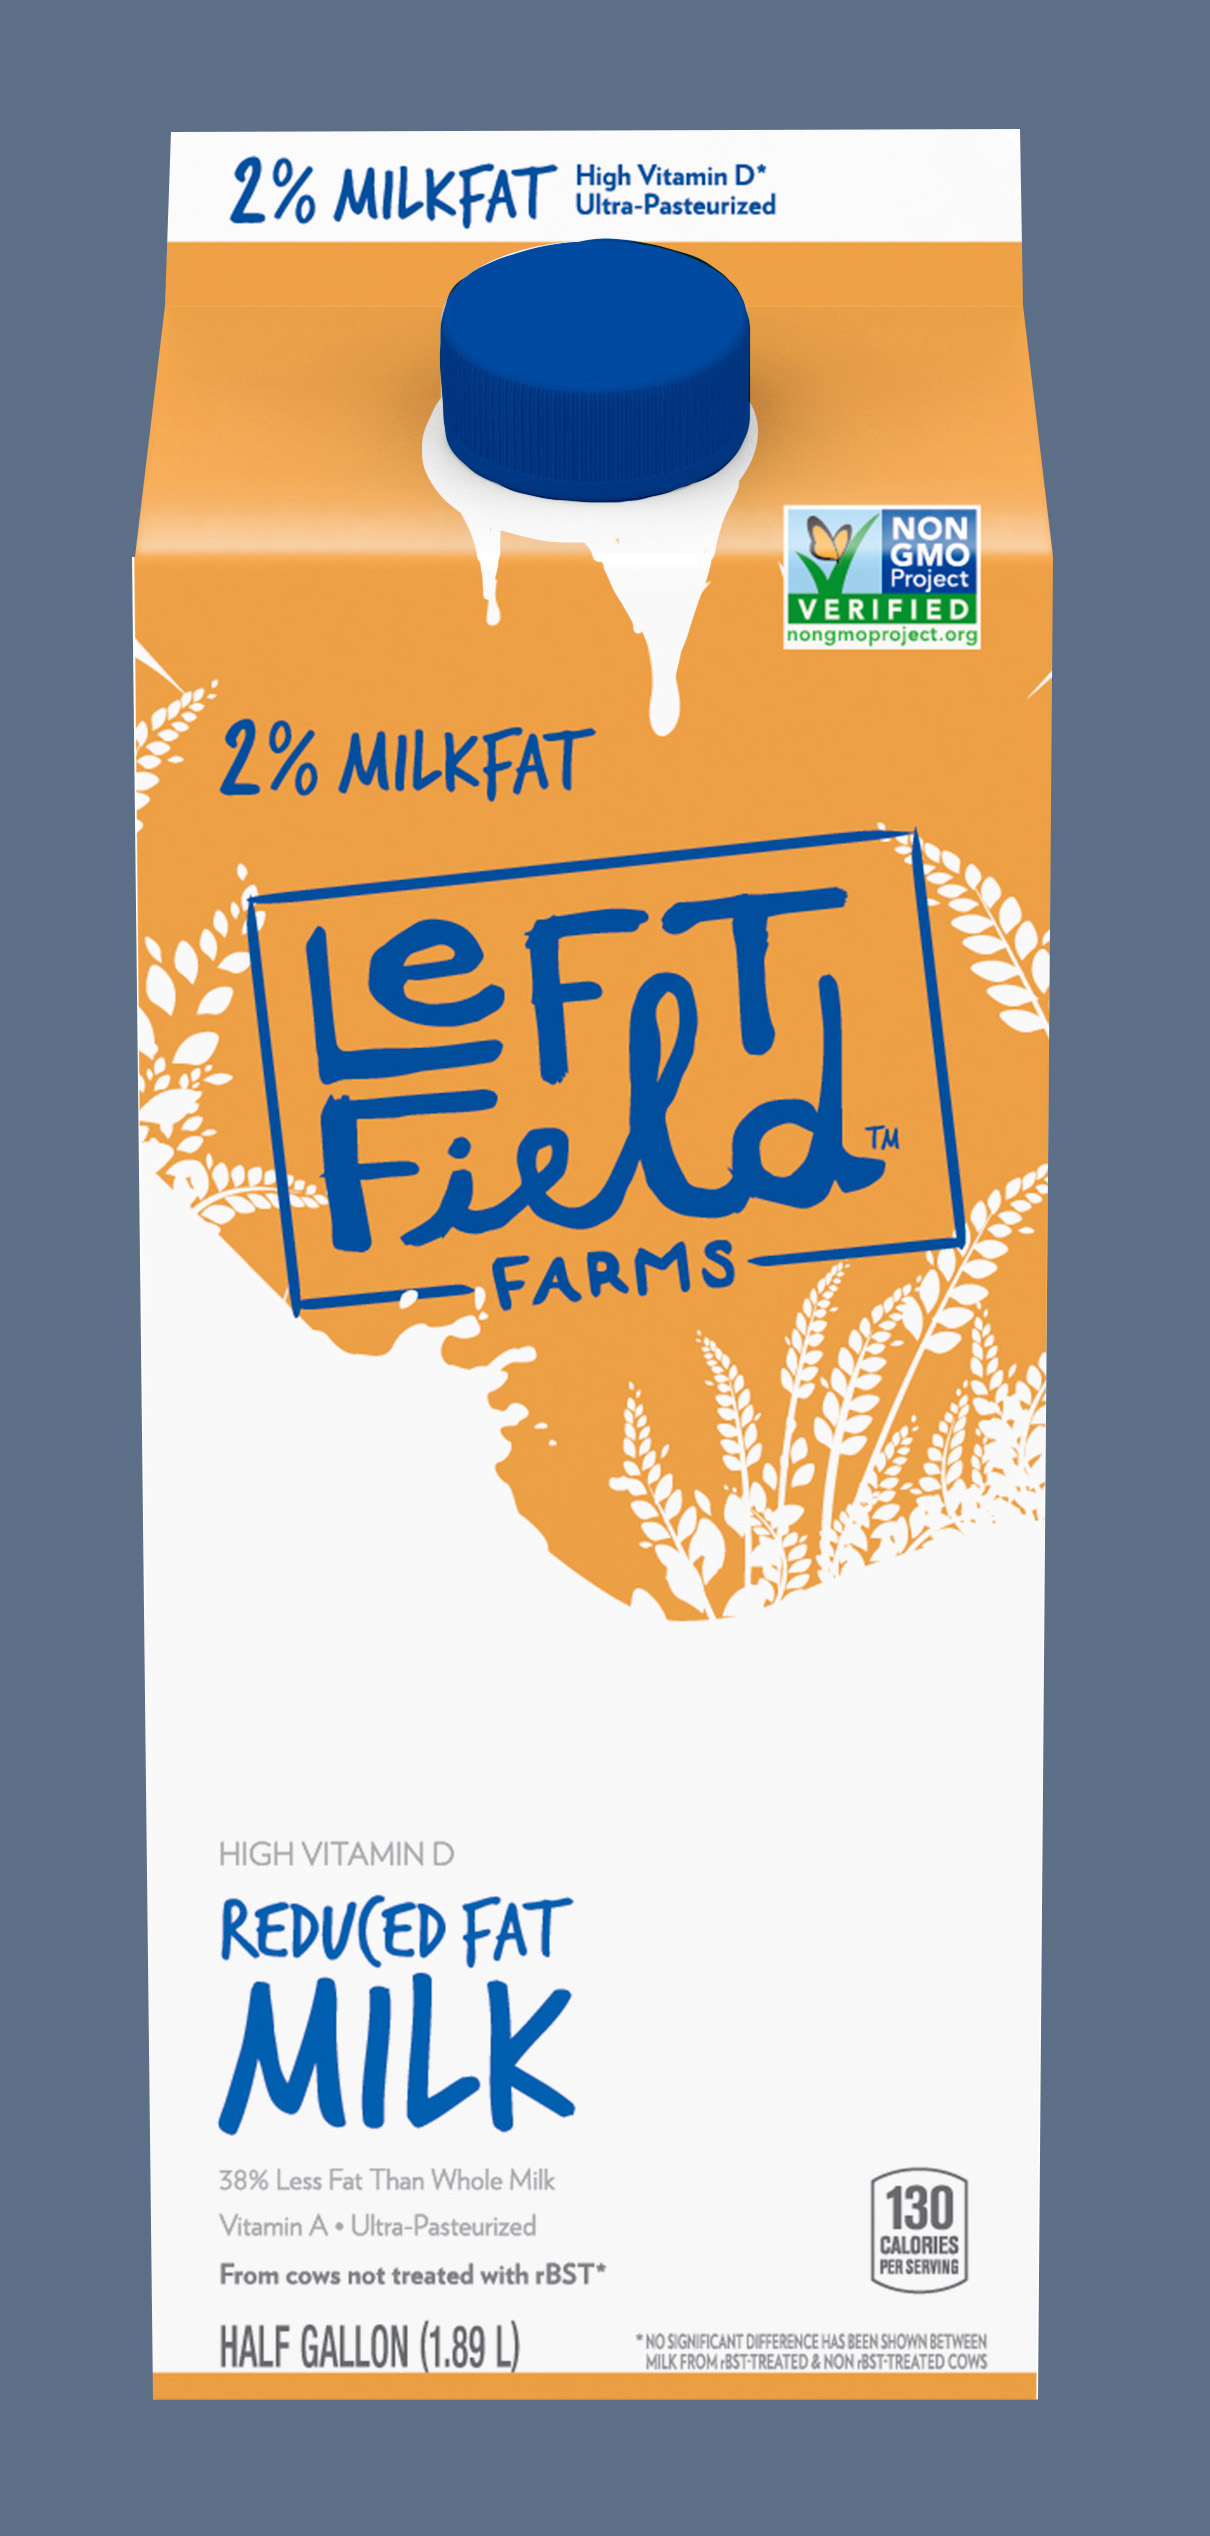 2% MILKFAT
High Vitamin D*
Ultra-Pasteurized
NON
GMO
Project
VERIFIED
nongmoproject.org
2% MILKFAT
LeFT
Field™
FARMS
HIGH VITAMIN D
REDUCED FAT
MILK
38% Less Fat Than Whole Milk
Vitamin A • Ultra-Pasteurized
From cows not treated with rBST*
HALF GALLON (1.89 L)
130
CALORIES
PER SERVING
*NO SIGNIFICANT DIFFERENCE HAS BEEN SHOWN BETWEEN
MILK FROM rBST-TREATED & NON rBST-TREATED COWS